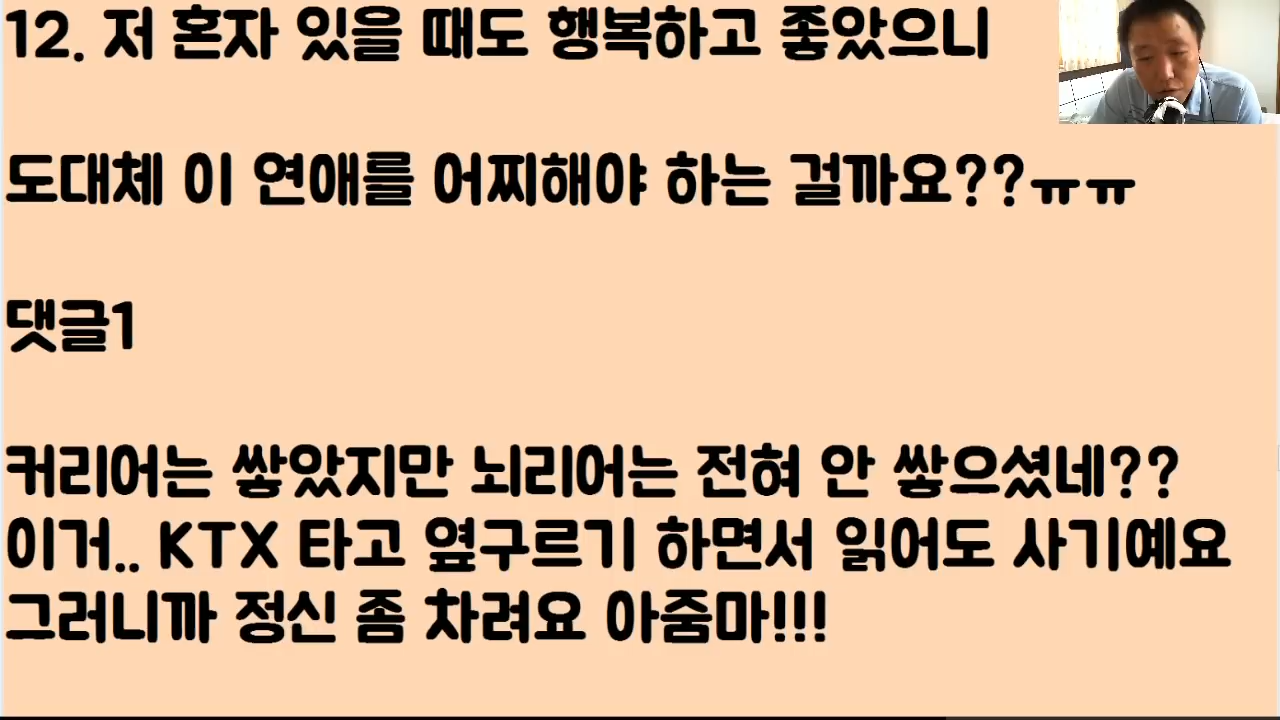 12. 저 혼자 있을 때도 행복하고 좋았으니
도대체 이 연애를 어찌해야 하는 걸까요??ㅠㅠ
댓글1
커리어는 쌓았지만 뇌리어는 전혀 안 쌓으셨네??
이거.. KTX 타고 옆구르기 하면서 읽어도 사기예요
그러니까 정신 좀 차려요 아줌마!!!